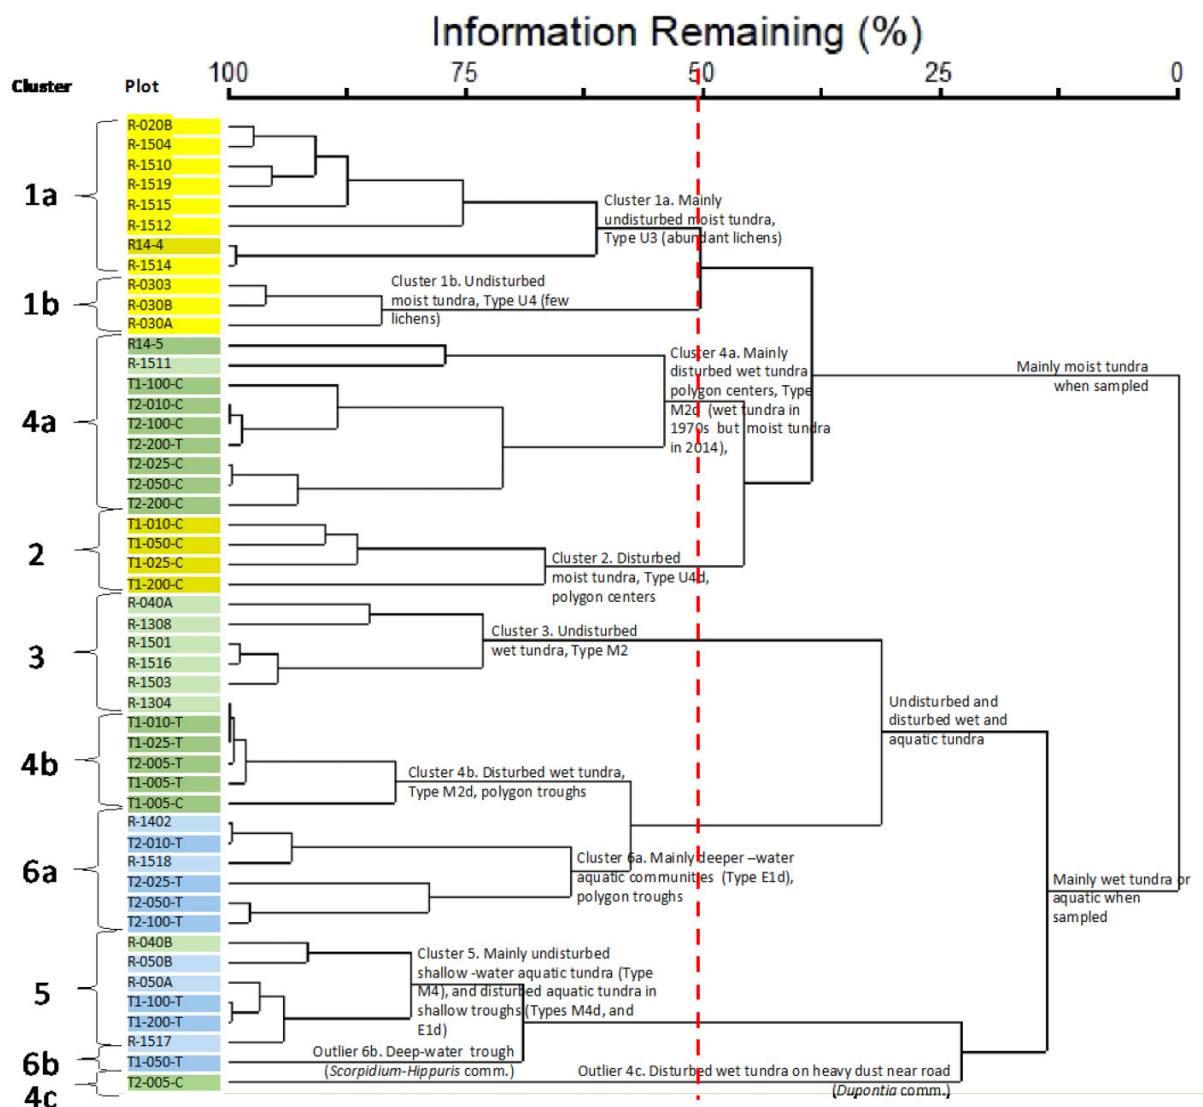 Information Remaining (%)
Cluster Plot 100 75 50 25 0
R-020B
R-1504
R-1510
R-1519
1a
R-1515
R-1512
R14-4
R-1514
Cluster 1a. Mainly
undisturbed moist tundra,
Type U3 (abundant lichens)
R-0303
1b
R-030B
R-030A
Cluster 1b. Undisturbed
moist tundra, Type U4 (few
lichens)
R14-5
R-1511
T1-100-C
T2-010-C
4a
T2-100-C
T2-200-T
T2-025-C
T2-050-C
T2-200-C
Cluster 4a. Mainly
disturbed wet tundra
polygon centers, Type
M2d (wet tundra in
1970s but moist tundra
in 2014),
Mainly moist tundra
when sampled
T1-010-C
T1-050-C
2
T1-025-C
T1-200-C
Cluster 2. Disturbed
moist tundra, Type U4d,
polygon centers
R-040A
R-1308
R-1501
3
R-1516
R-1503
R-1304
Cluster 3. Undisturbed
wet tundra, Type M2
Undisturbed and
disturbed wet and
aquatic tundra
T1-010-T
T1-025-T
4b
T2-005-T
T1-005-T
T1-005-C
Cluster 4b. Disturbed wet tundra,
Type M2d, polygon troughs
R-1402
T2-010-T
R-1518
6a
T2-025-T
T2-050-T
T2-100-T
Cluster 6a. Mainly deeper –water
aquatic communities (Type E1d),
polygon troughs
Mainly wet tundra or
aquatic when
sampled
R-040B
R-050B
R-050A
5
T1-100-T
T1-200-T
R-1517
Cluster 5. Mainly undisturbed
shallow -water aquatic tundra (Type
M4), and disturbed aquatic tundra in
shallow troughs (Types M4d, and
E1d)
6b
T1-050-T
Outlier 6b. Deep-water trough
(Scorpidium-Hippuris comm.)
T2-005-C
4c
Outlier 4c. Disturbed wet tundra on heavy dust near road
(Dupontia comm.)